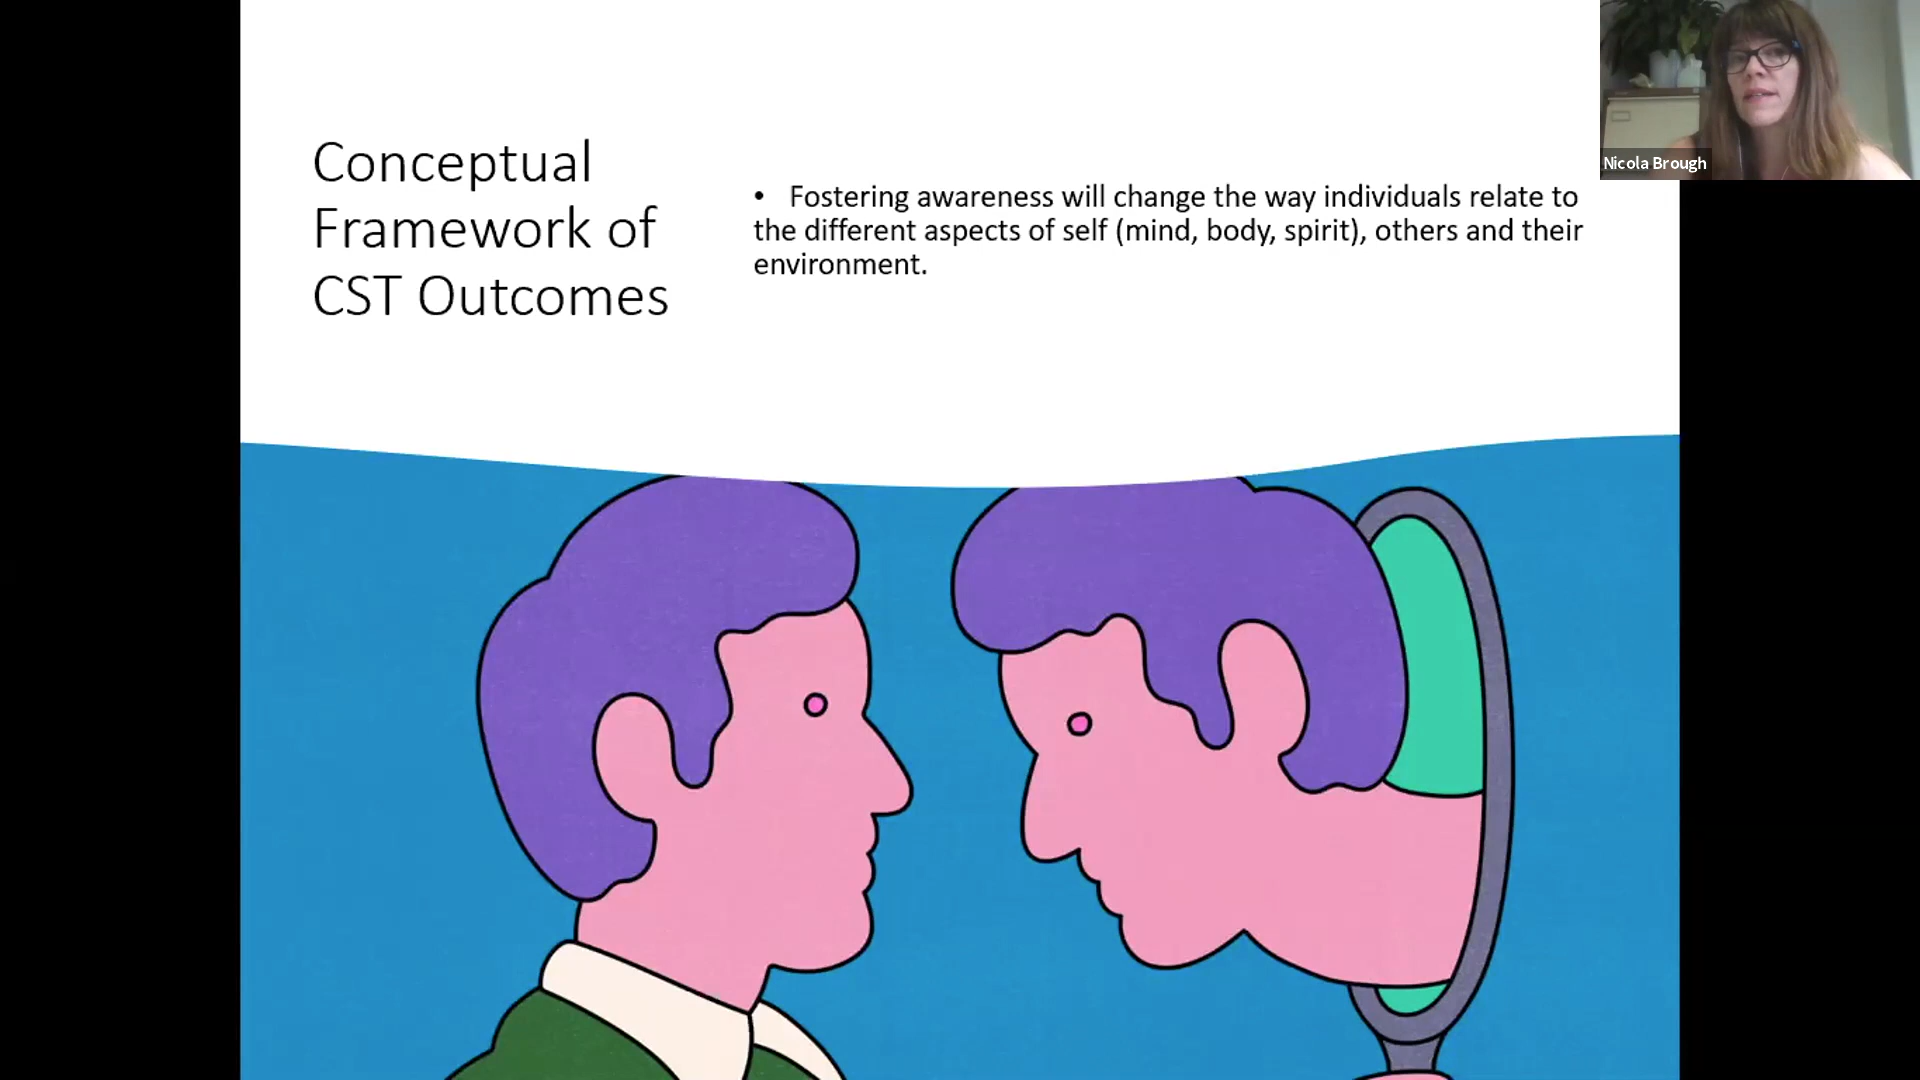 Conceptual
Framework of
CST Outcomes
• Fostering awareness will change the way individuals relate to
the different aspects of self (mind, body, spirit), others and their
environment.
Nicola Brough